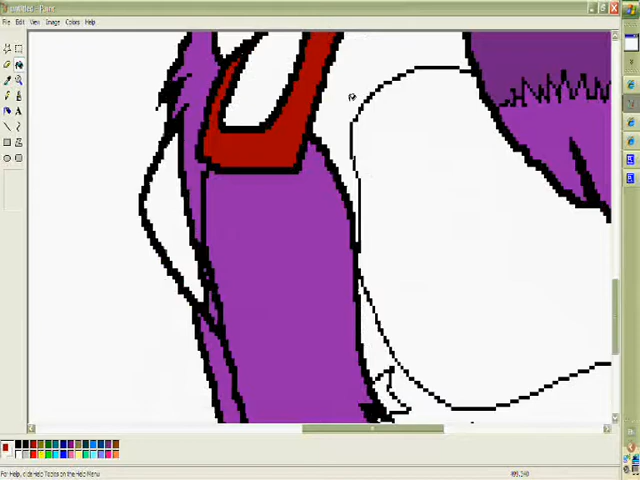 untitled - Paint
File Edit View Image Colors Help
For Help, click Help Topics on the Help Menu.